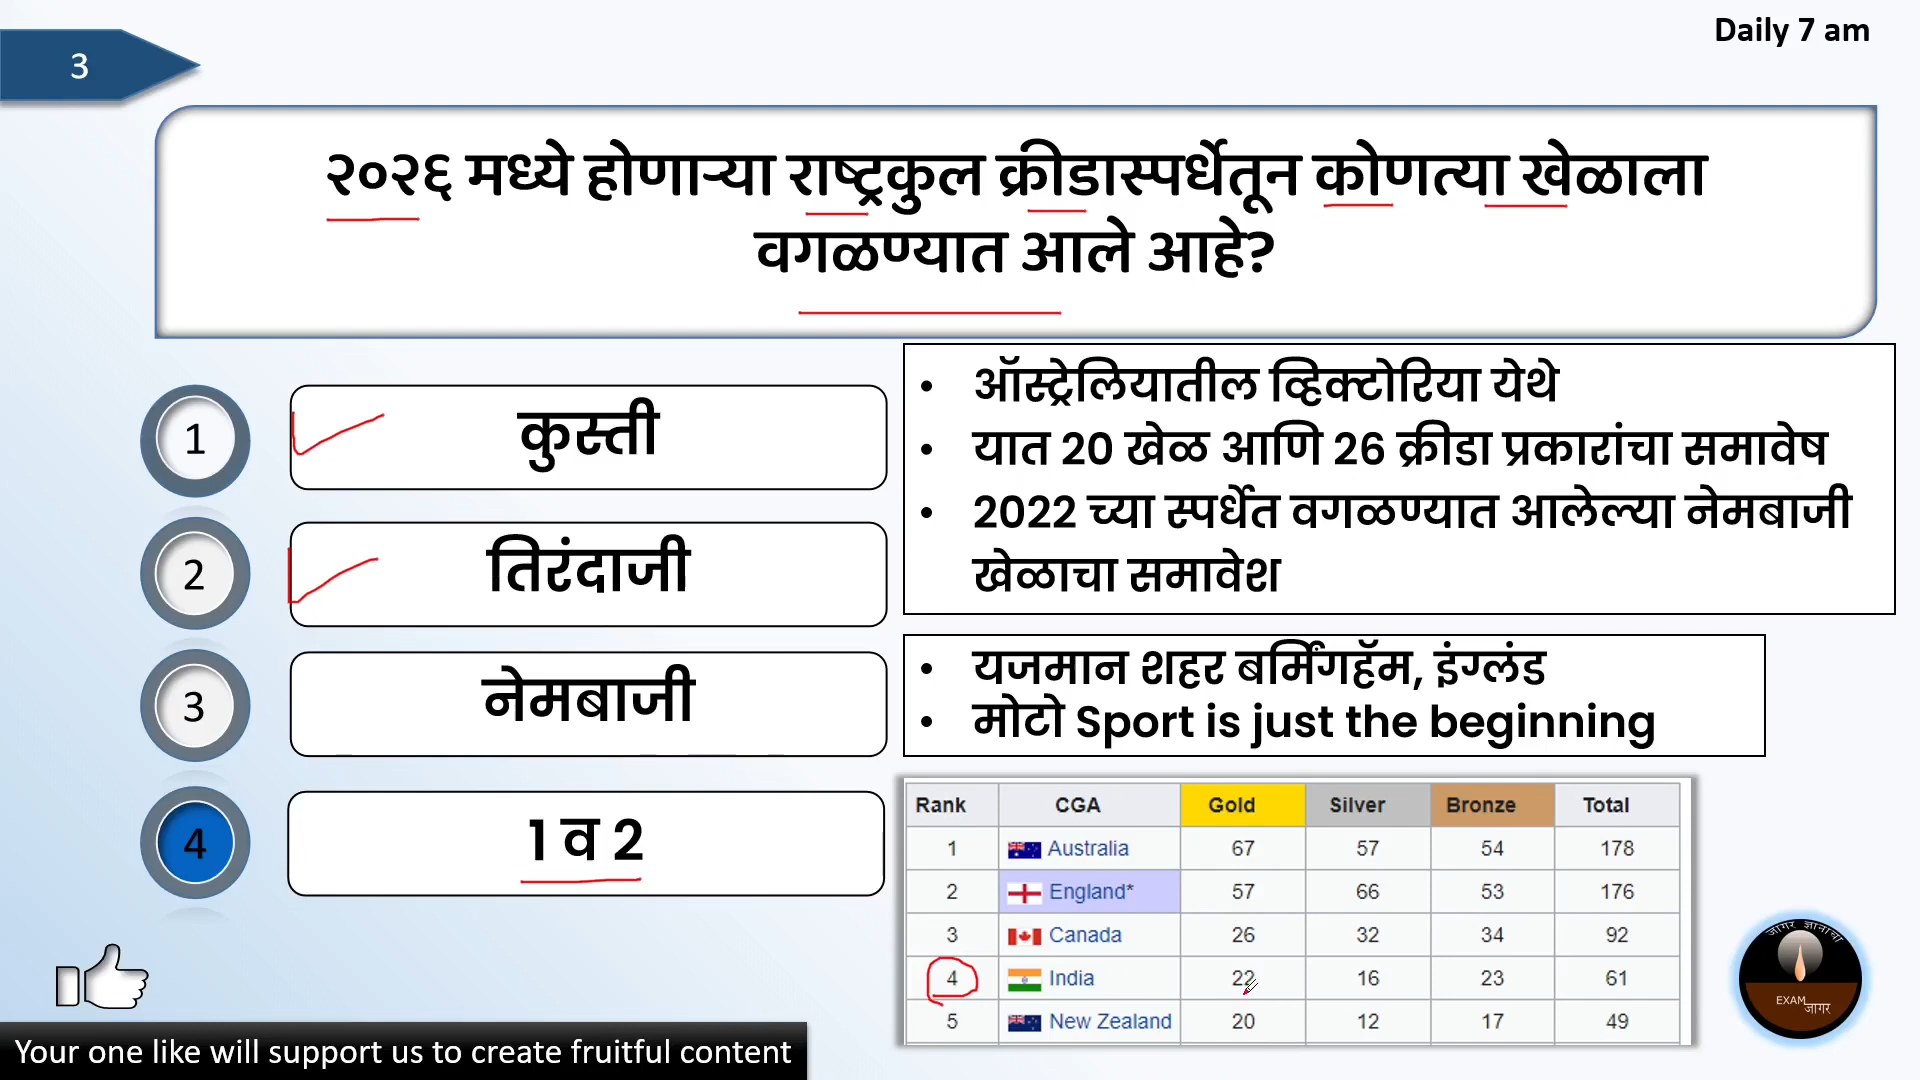 Daily 7 am
3
२०२६ मध्ये होणाऱ्या राष्ट्रकुल क्रीडास्पर्धेतून कोणत्या खेळाला
वगळण्यात आले आहे?
1 कुस्ती
2 तिरंदाजी
3 नेमबाजी
4 1 व 2
• ऑस्ट्रेलियातील व्हिक्टोरिया येथे
• यात 20 खेळ आणि 26 क्रीडा प्रकारांचा समावेष
• 2022 च्या स्पर्धेत वगळण्यात आलेल्या नेमबाजी
खेळाचा समावेश
• यजमान शहर बर्मिंगहॅम, इंग्लंड
• मोटो Sport is just the beginning
Rank CGA Gold Silver Bronze Total
1 Australia 67 57 54 178
2 England* 57 66 53 176
3 Canada 26 32 34 92
4 India 22 16 23 61
5 New Zealand 20 12 17 49
जागर ज्ञानाचा
EXAM जागर
Your one like will support us to create fruitful content